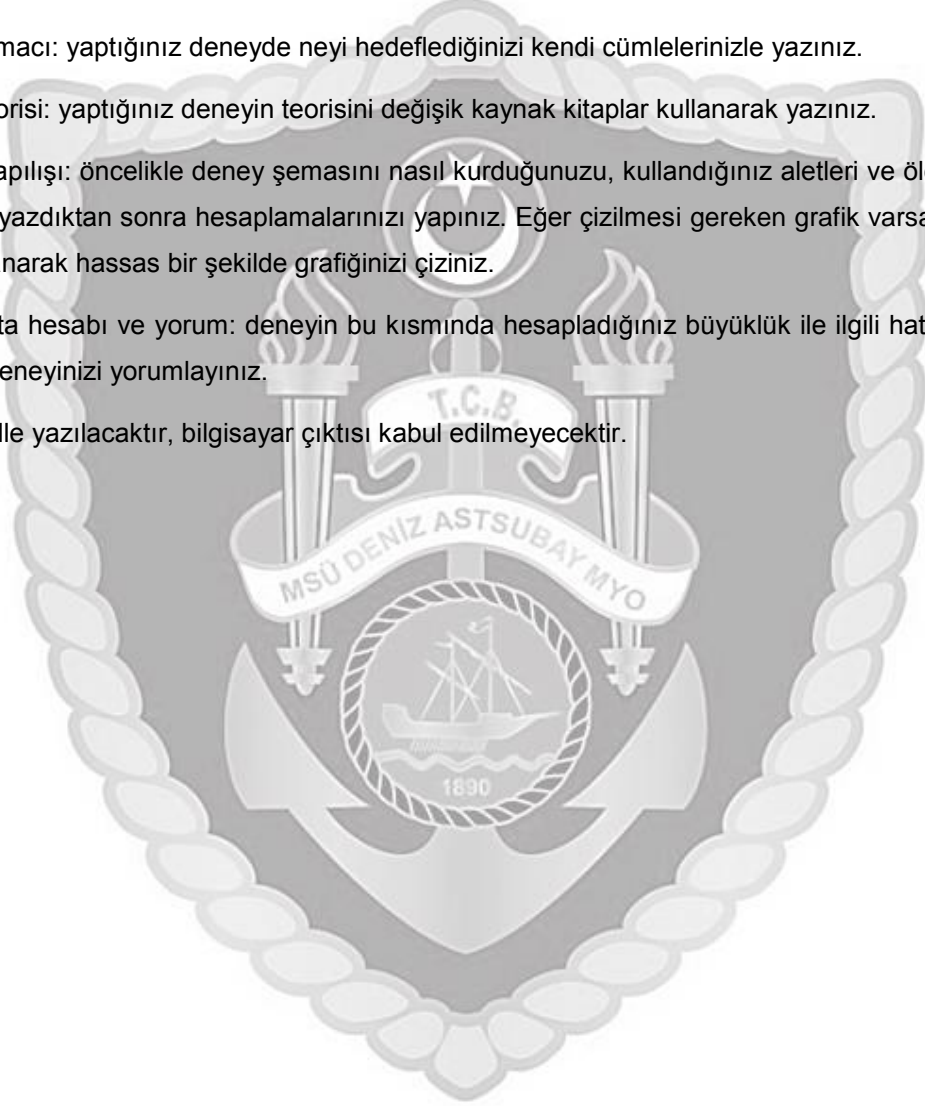 macı: yaptığınız deneyde neyi hedeflediğinizi kendi cümlelerinizle yazınız.
orisi: yaptığınız deneyin teorisini değişik kaynak kitaplar kullanarak yazınız.
apılışı: öncelikle deney şemasını nasıl kurduğunuzu, kullandığınız aletleri ve öl
yazdıktan sonra hesaplamalarınızı yapınız. Eğer çizilmesi gereken grafik varsa
narak hassas bir şekilde grafiğinizi çiziniz.
ta hesabı ve yorum: deneyin bu kısmında hesapladığınız büyüklük ile ilgili hat
eneyinizi yorumlayınız.
T.C.B.
lle yazılacaktır, bilgisayar çıktısı kabul edilmeyecektir.
MSÜ DENİZ ASTSUBAY MYO
1890